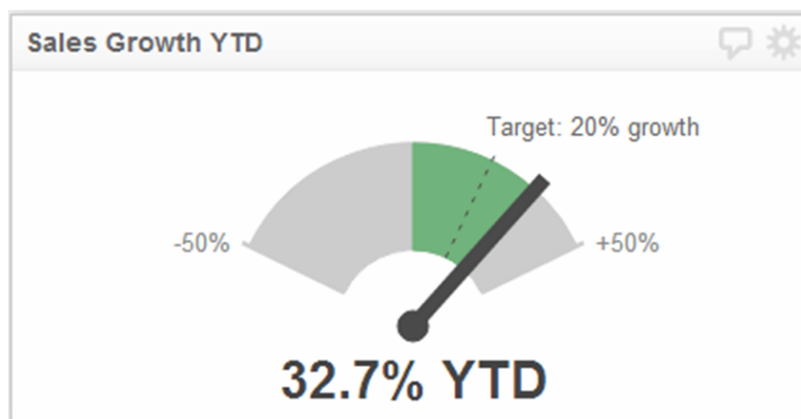 Sales Growth YTD
Target: 20% growth
-50%
+50%
32.7% YTD